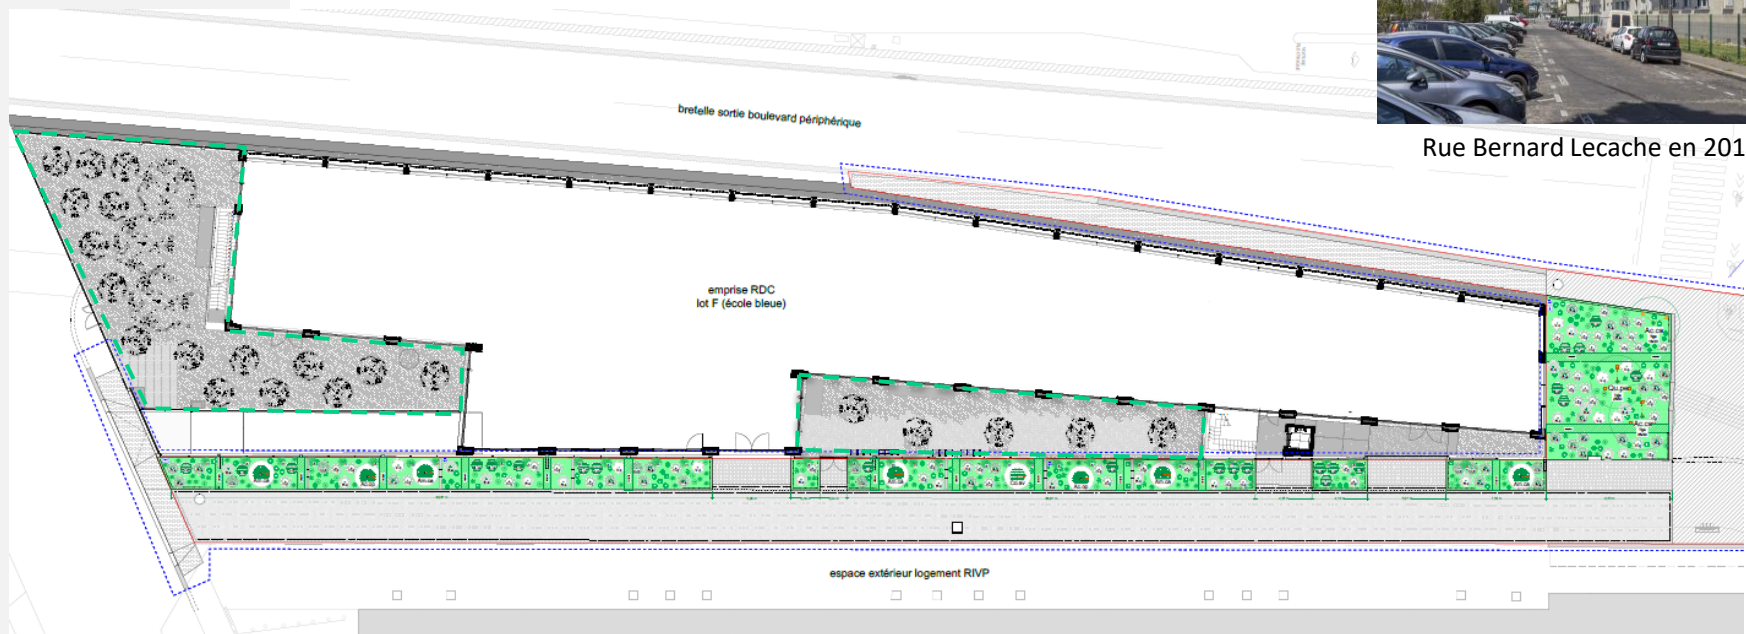 bretelle sortie boulevard périphérique
Rue Bernard Lecache en 201
emprise RDC
lot F (école bleue)
espace extérieur logement RIVP